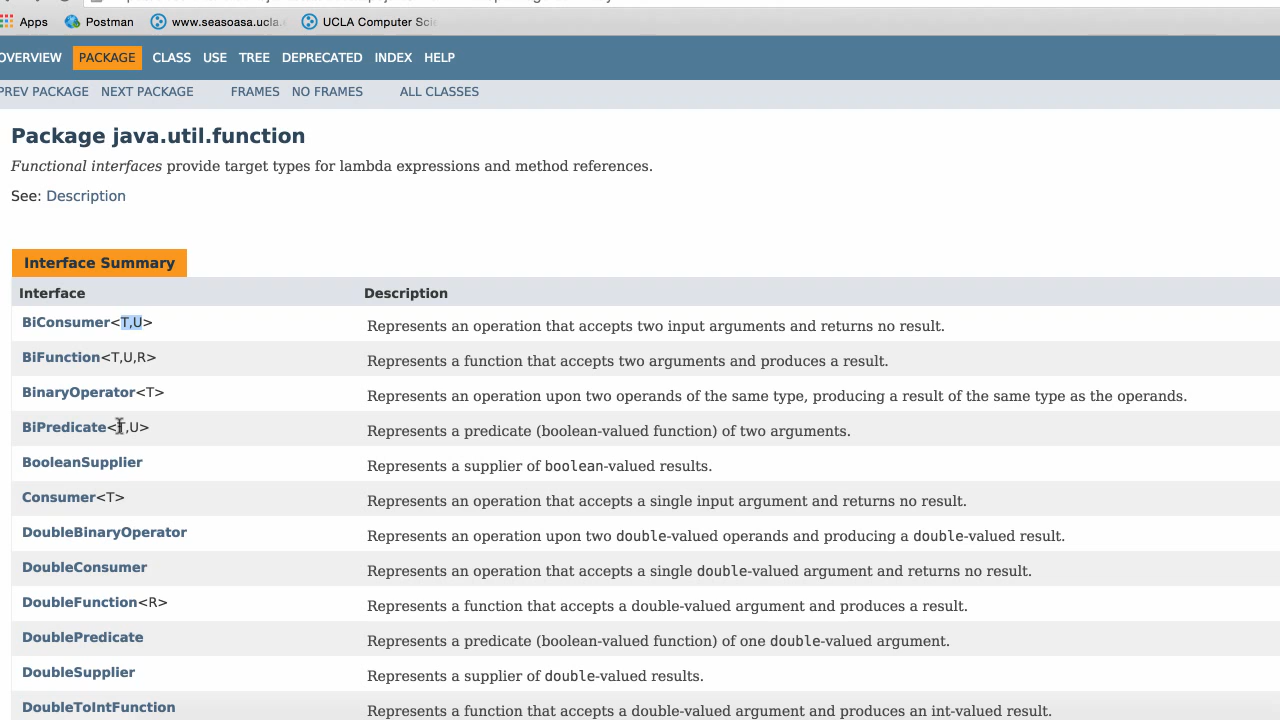 Apps Postman www.seasoasa.ucla. UCLA Computer Sci
OVERVIEW PACKAGE CLASS USE TREE DEPRECATED INDEX HELP
PREV PACKAGE NEXT PACKAGE FRAMES NO FRAMES ALL CLASSES
Package java.util.function
Functional interfaces provide target types for lambda expressions and method references.
See: Description
Interface Summary
Interface Description
BiConsumer<T,U> Represents an operation that accepts two input arguments and returns no result.
BiFunction<T,U,R> Represents a function that accepts two arguments and produces a result.
BinaryOperator<T> Represents an operation upon two operands of the same type, producing a result of the same type as the operands.
BiPredicate<T,U> Represents a predicate (boolean-valued function) of two arguments.
BooleanSupplier Represents a supplier of boolean-valued results.
Consumer<T> Represents an operation that accepts a single input argument and returns no result.
DoubleBinaryOperator Represents an operation upon two double-valued operands and producing a double-valued result.
DoubleConsumer Represents an operation that accepts a single double-valued argument and returns no result.
DoubleFunction<R> Represents a function that accepts a double-valued argument and produces a result.
DoublePredicate Represents a predicate (boolean-valued function) of one double-valued argument.
DoubleSupplier Represents a supplier of double-valued results.
DoubleToIntFunction Represents a function that accepts a double-valued argument and produces an int-valued result.